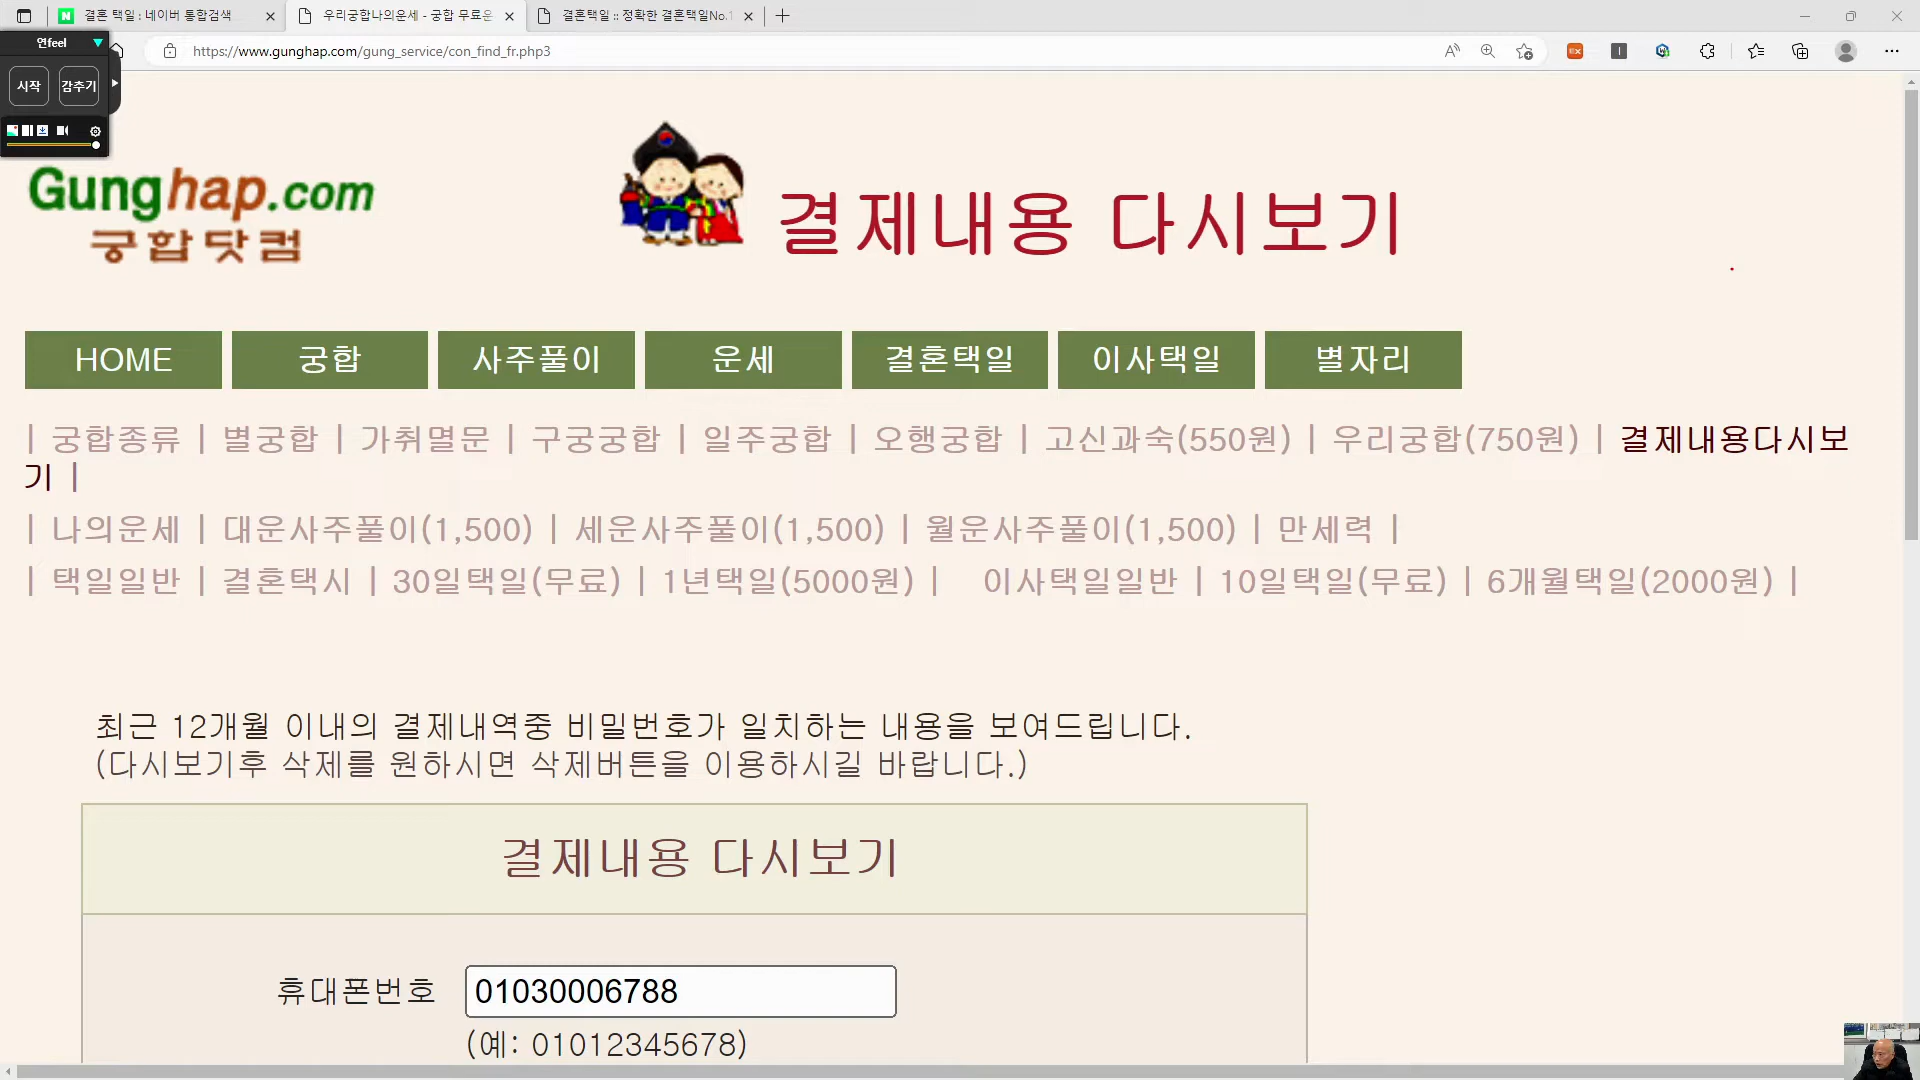 결혼 택일 : 네이버 통합검색
우리궁합나의운세 - 궁합 무료운
결혼택일 :: 정확한 결혼택일No.1
연feel
https://www.gunghap.com/gung_service/con_find_fr.php3
시작
감추기
Gunghap.com
궁합닷컴
결제내용 다시보기
HOME
궁합
사주풀이
운세
결혼택일
이사택일
별자리
| 궁합종류 | 별궁합 | 가취멸문 | 구궁궁합 | 일주궁합 | 오행궁합 | 고신과숙(550원) | 우리궁합(750원) | 결제내용다시보
기 |
| 나의운세 | 대운사주풀이(1,500) | 세운사주풀이(1,500) | 월운사주풀이(1,500) | 만세력 |
| 택일일반 | 결혼택시 | 30일택일(무료) | 1년택일(5000원) | 이사택일일반 | 10일택일(무료) | 6개월택일(2000원) |
최근 12개월 이내의 결제내역중 비밀번호가 일치하는 내용을 보여드립니다.
(다시보기후 삭제를 원하시면 삭제버튼을 이용하시길 바랍니다.)
결제내용 다시보기
휴대폰번호
01030006788
(예: 01012345678)